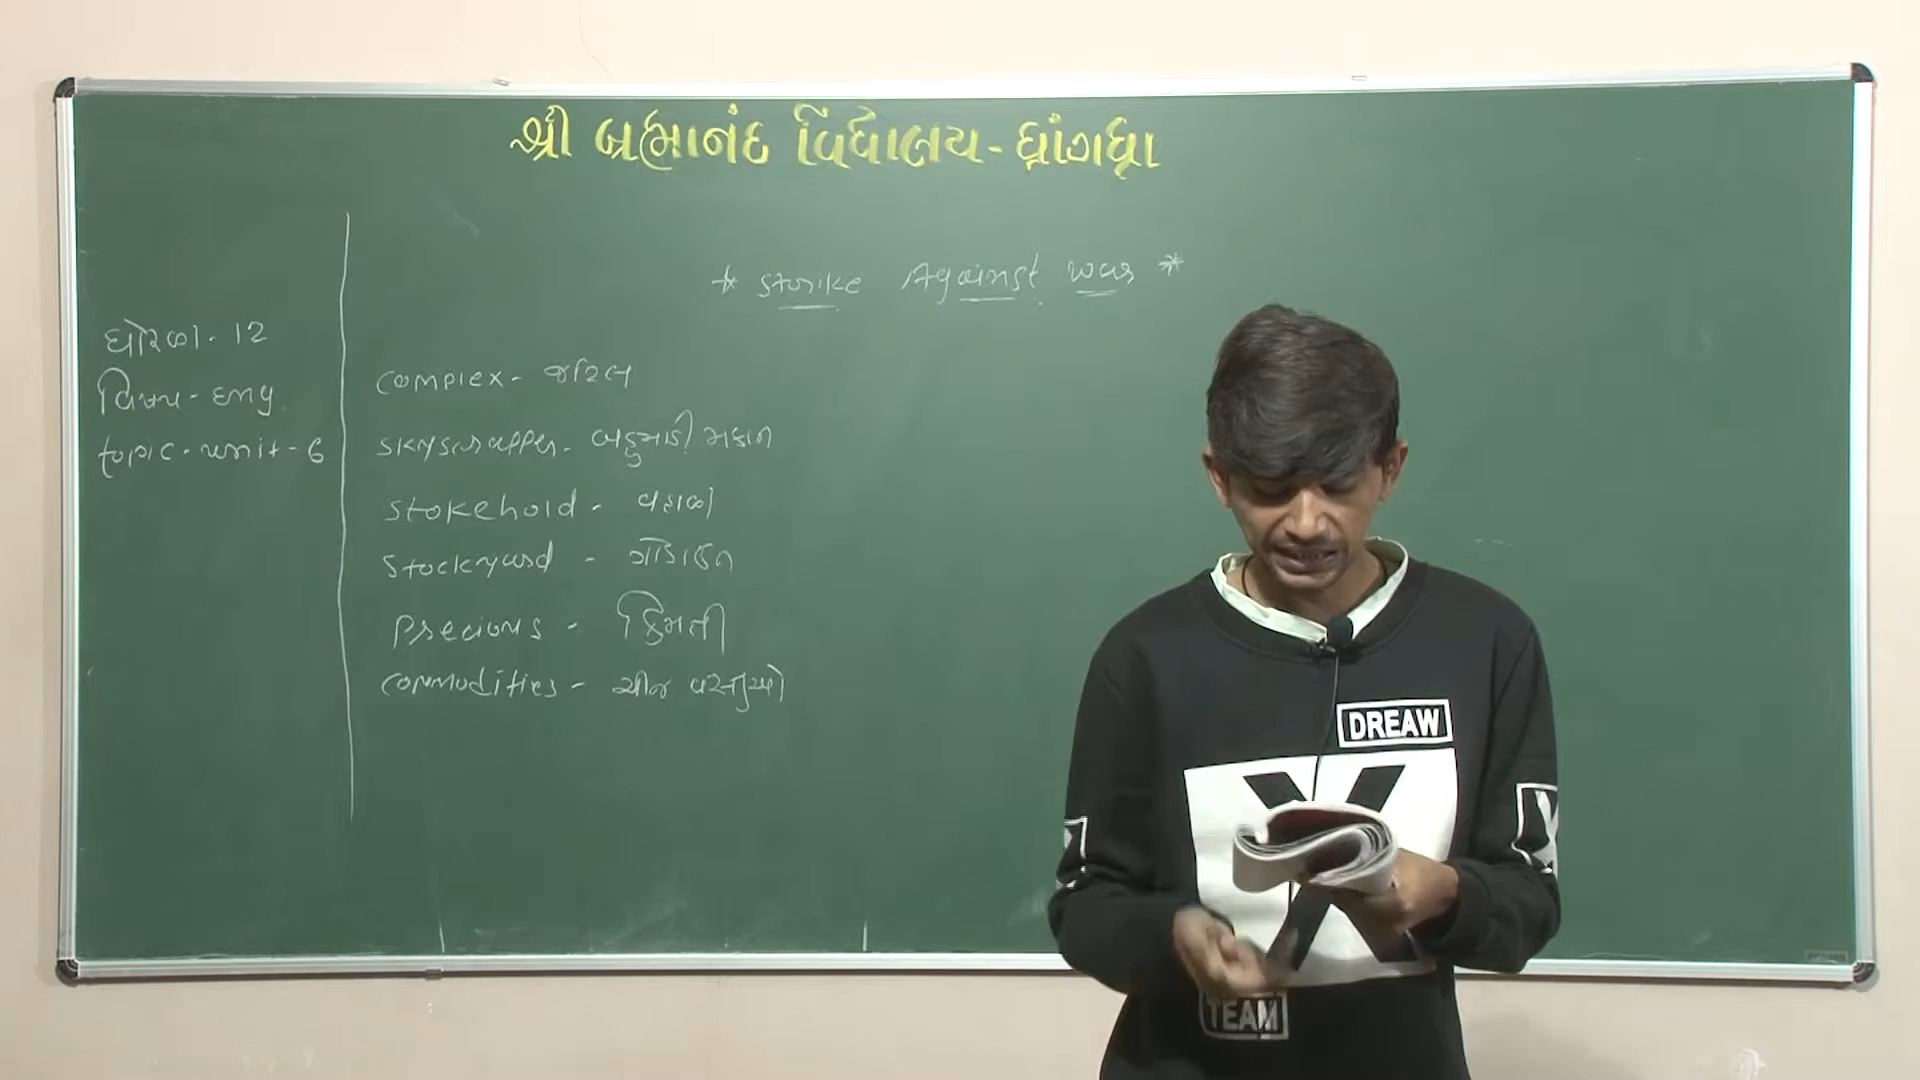 શ્રી બ્રહ્માનંદ વિદ્યાલય - ધ્રાંગધ્રા
* Strike Against war *
ધોરણ - 12
વિષય - Eng.
topic - unit - 6
complex - જટિલ
skyscrapper - બહુમાળી મકાન
stokehold - વહાણ
stockyard - ગોડાઉન
precious - કિંમતી
commodities - ચીજ વસ્તુઓ
DREAW
X
TEAM